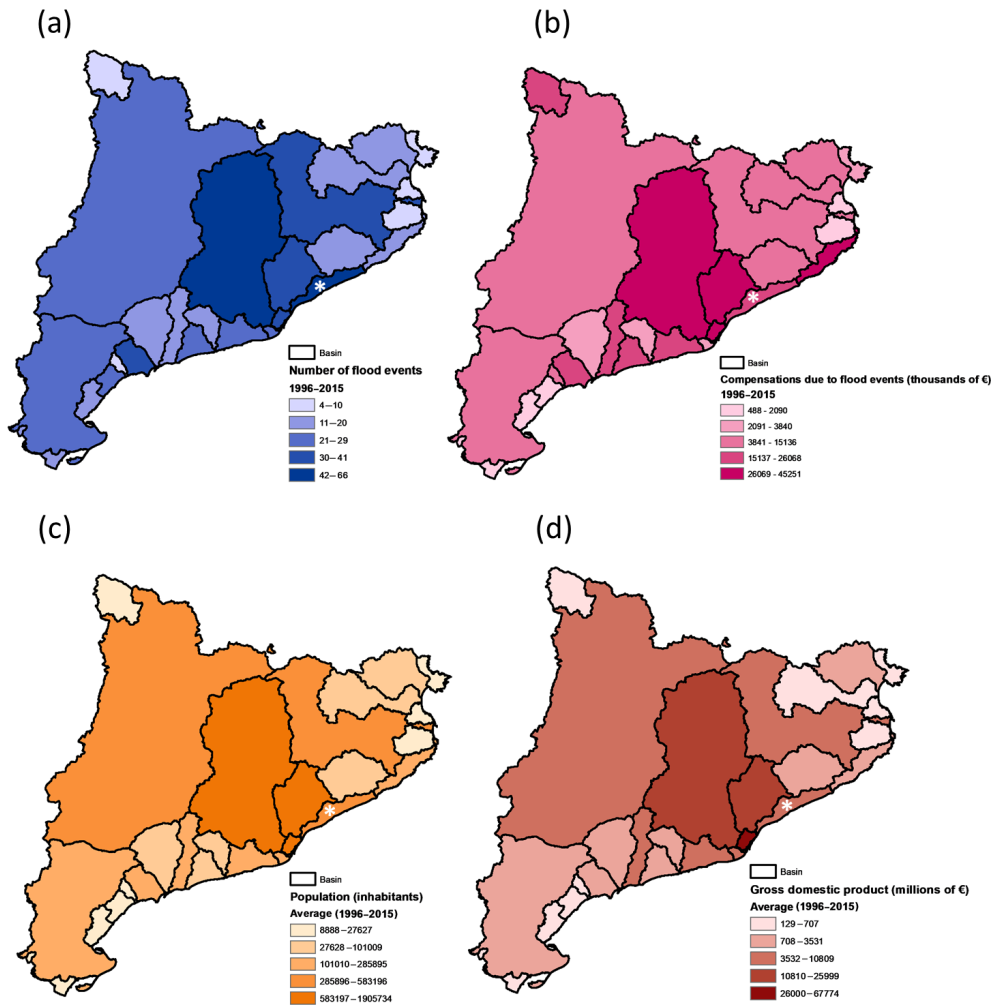 (a)
(b)
*
*
Basin
Number of flood events
1996–2015
4–10
11–20
21–29
30–41
42–66
Basin
Compensations due to flood events (thousands of €)
1996–2015
488 - 2090
2091 - 3840
3841 - 15136
15137 - 26068
26069 - 45251
(c)
(d)
*
*
Basin
Population (inhabitants)
Average (1996–2015)
8888–27627
27628–101009
101010–285895
285896–583196
583197–1905734
Basin
Gross domestic product (millions of €)
Average (1996–2015)
129–707
708–3531
3532–10809
10810–25999
26000–67774